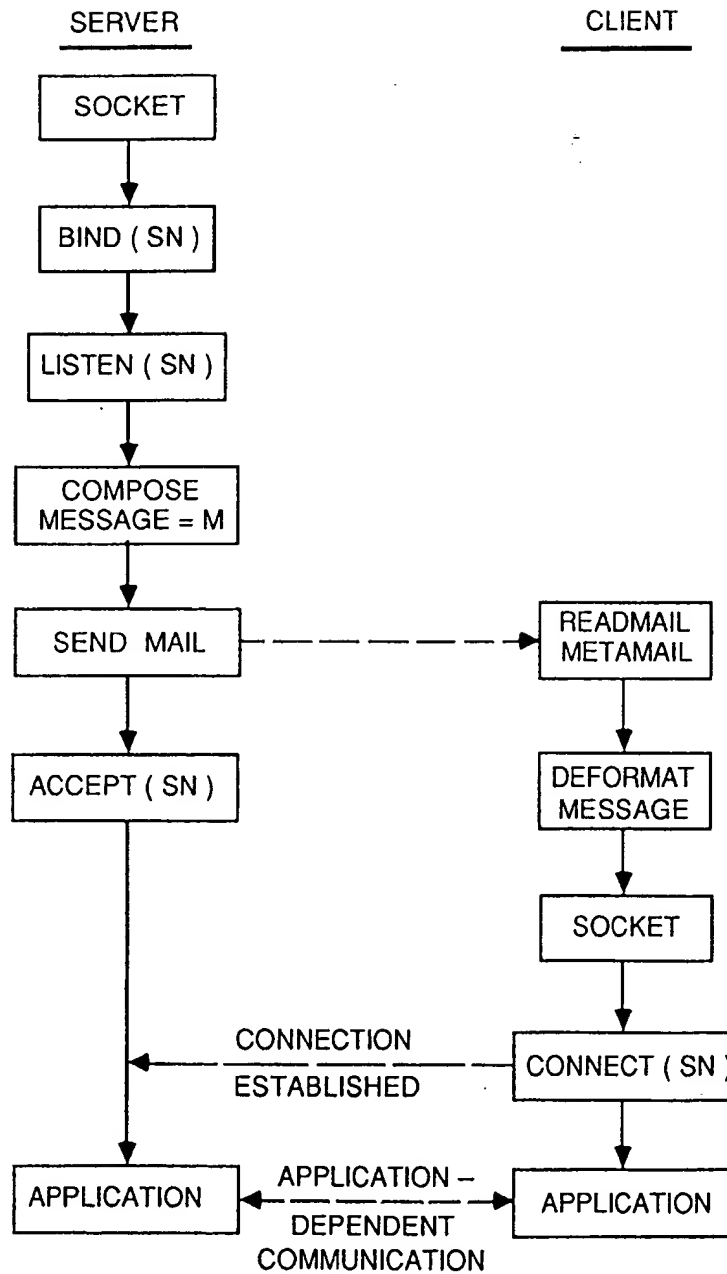 SERVER
CLIENT
SOCKET
BIND ( SN )
LISTEN ( SN )
COMPOSE
MESSAGE = M
SEND MAIL
READMAIL
METAMAIL
ACCEPT ( SN )
DEFORMAT
MESSAGE
SOCKET
CONNECTION
ESTABLISHED
CONNECT ( SN )
APPLICATION
APPLICATION –
DEPENDENT
COMMUNICATION
APPLICATION